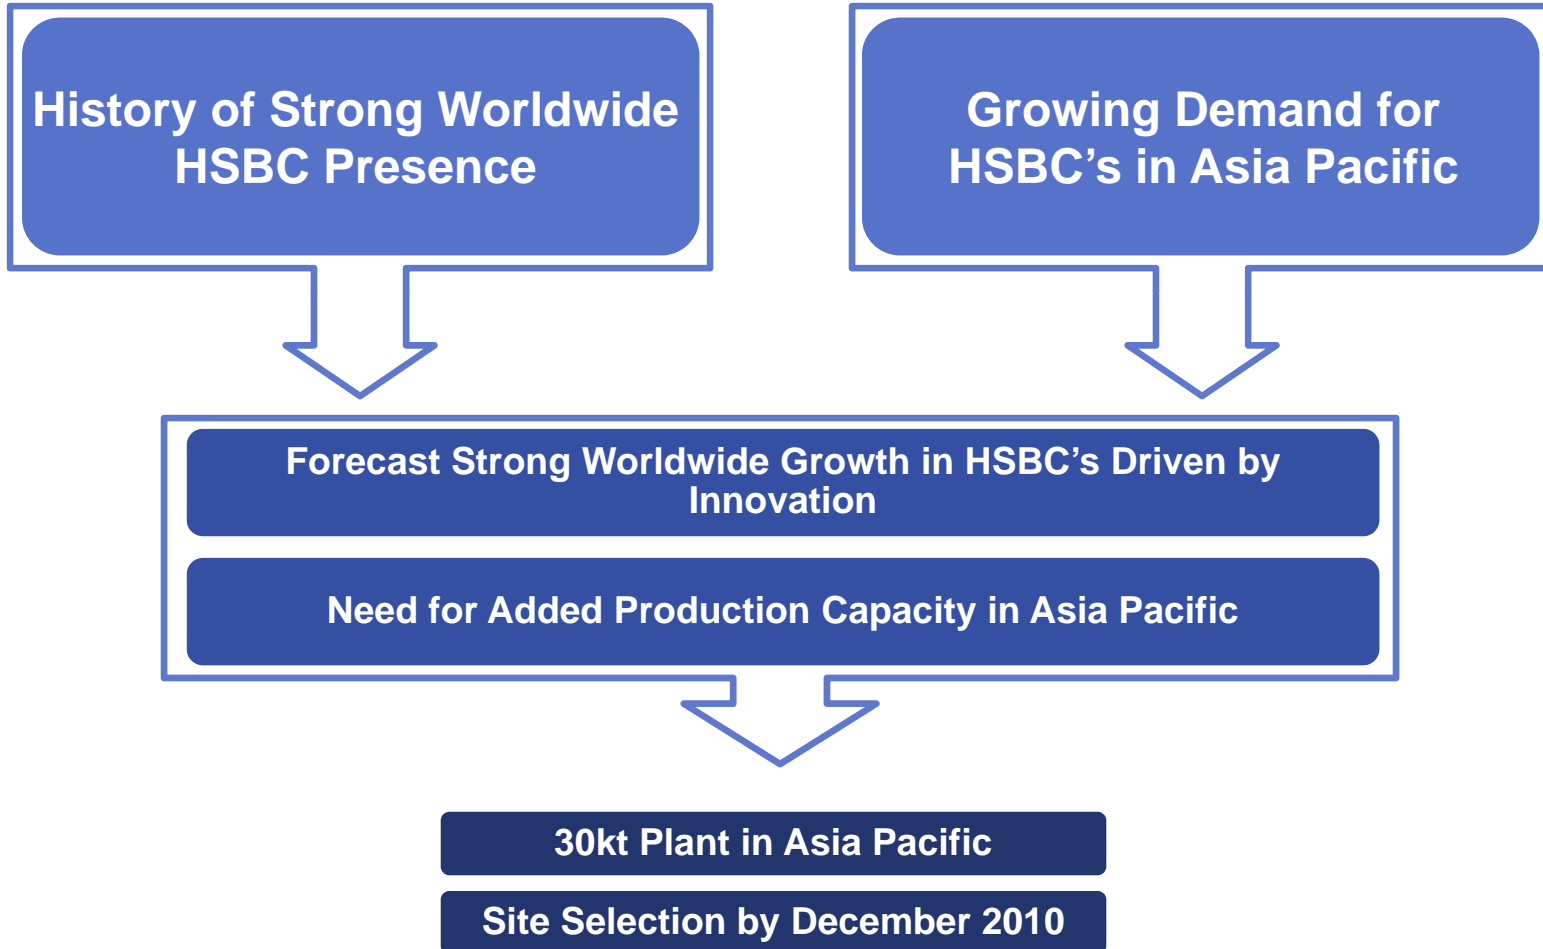 History of Strong Worldwide
HSBC Presence
Growing Demand for
HSBC’s in Asia Pacific
Forecast Strong Worldwide Growth in HSBC’s Driven by
Innovation
Need for Added Production Capacity in Asia Pacific
30kt Plant in Asia Pacific
Site Selection by December 2010